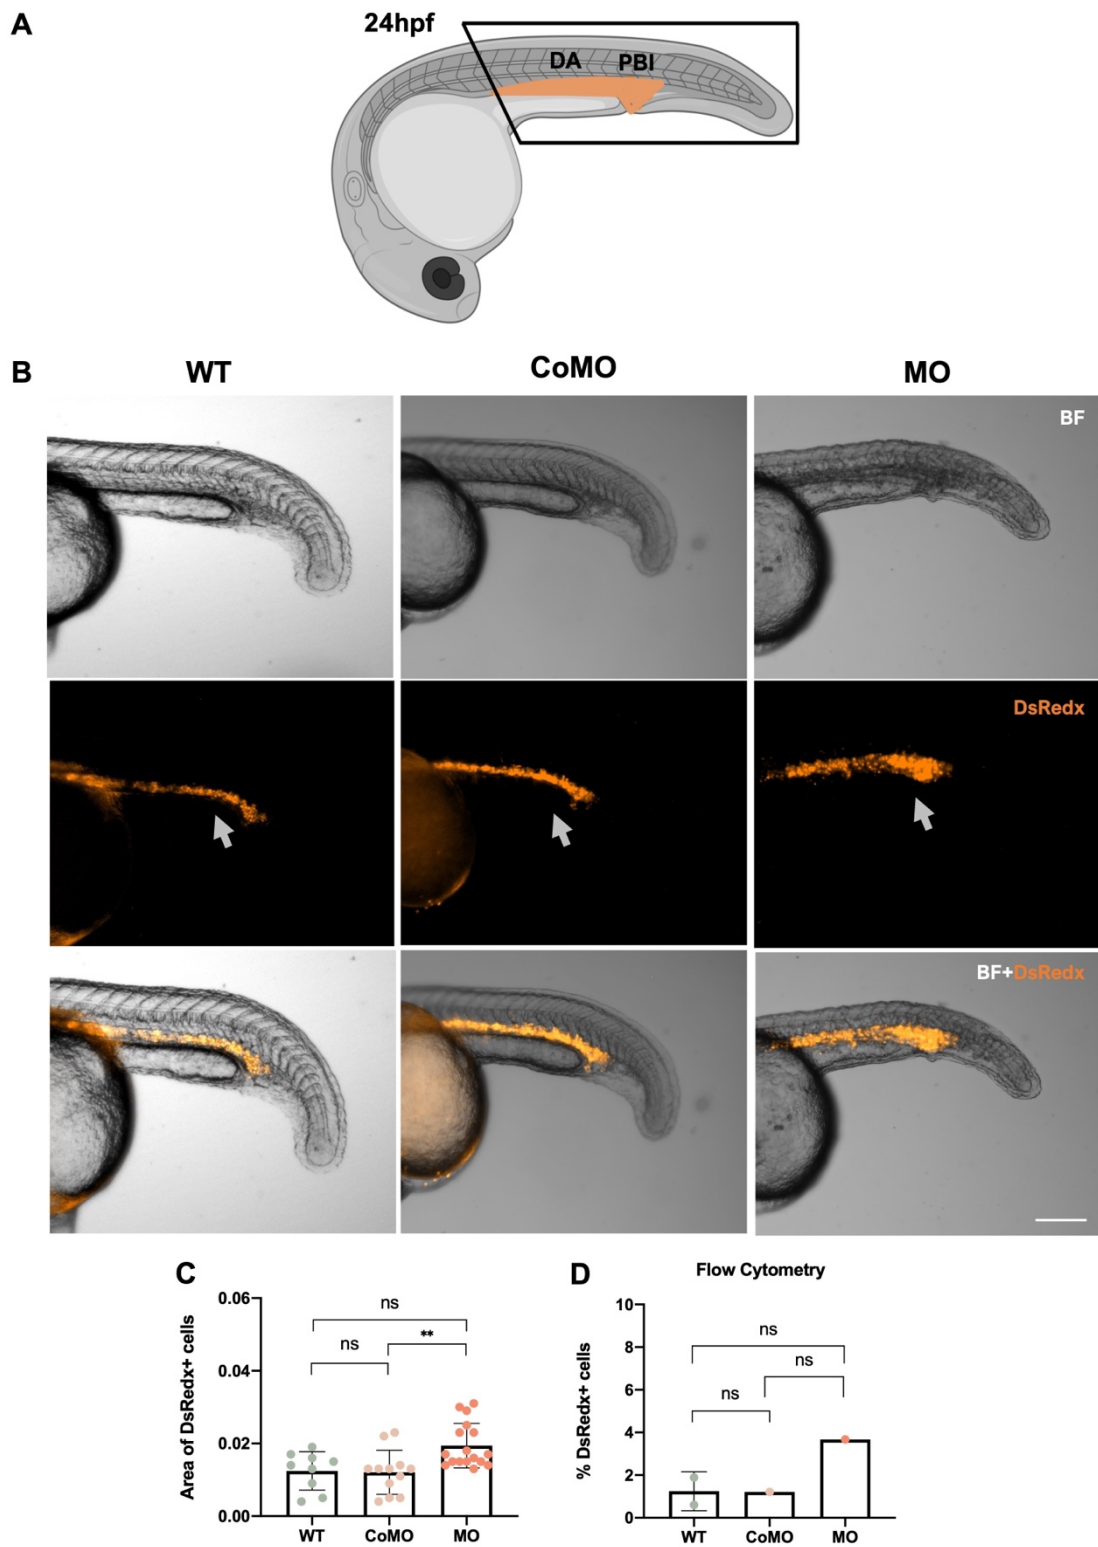 A
24hpf
DA PBI
B
WT CoMO MO
BF
DsRedx
BF+DsRedx
C
Area of DsRedx+ cells
0.06
0.04
0.02
0.00
ns
ns
**
WT CoMO MO
D
Flow Cytometry
% DsRedx+ cells
10
8
6
4
2
0
ns
ns
ns
WT CoMO MO